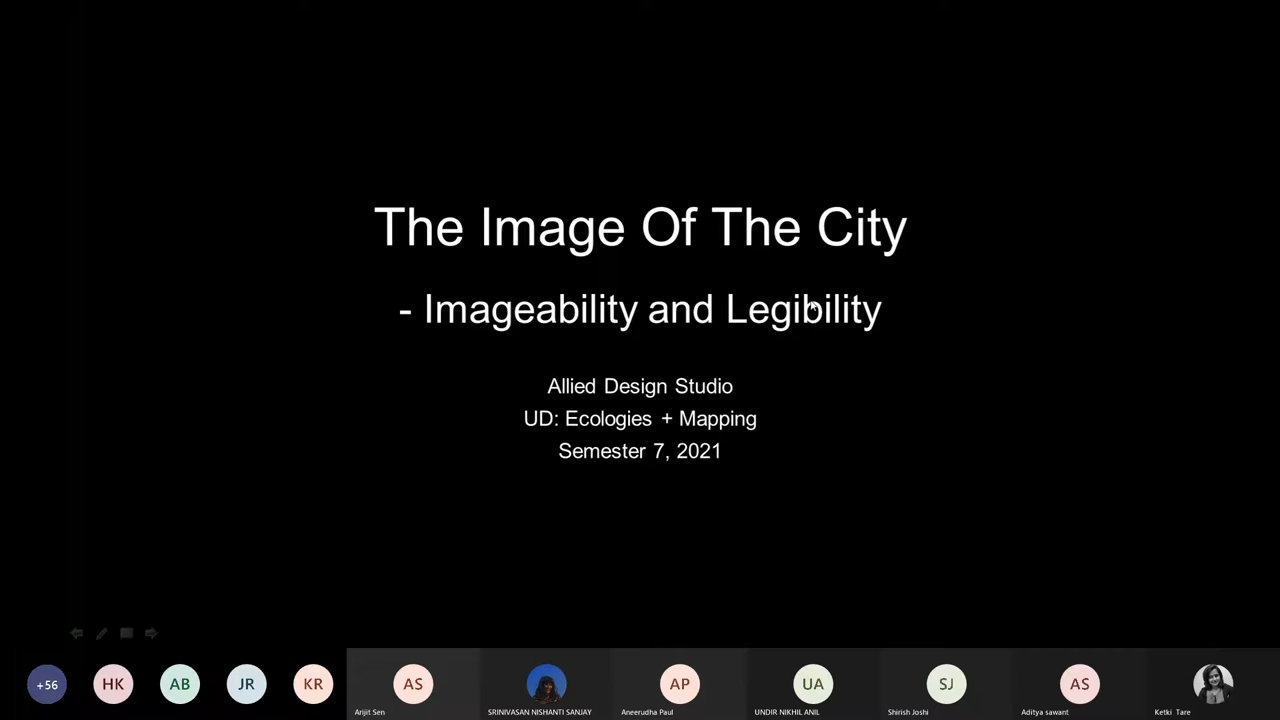 The Image Of The City
- Imageability and Legibility
Allied Design Studio
UD: Ecologies + Mapping
Semester 7, 2021
+56
HK
AB
JR
KR
AS
AP
UA
SJ
AS
Arijit Sen
SRINIVASAN NISHANTI SANJAY
Aneerudha Paul
UNDIR NIKHIL ANIL
Shirish Joshi
Aditya sawant
Ketki Tare